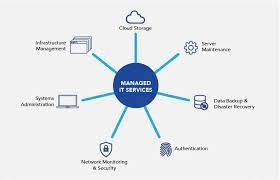 Cloud Storage
Infrastructure
Management
Server
Maintenance
MANAGED
IT SERVICES
Systems
Administration
Data Backup &
Disaster Recovery
Network Monitoring
& Security
Authentication